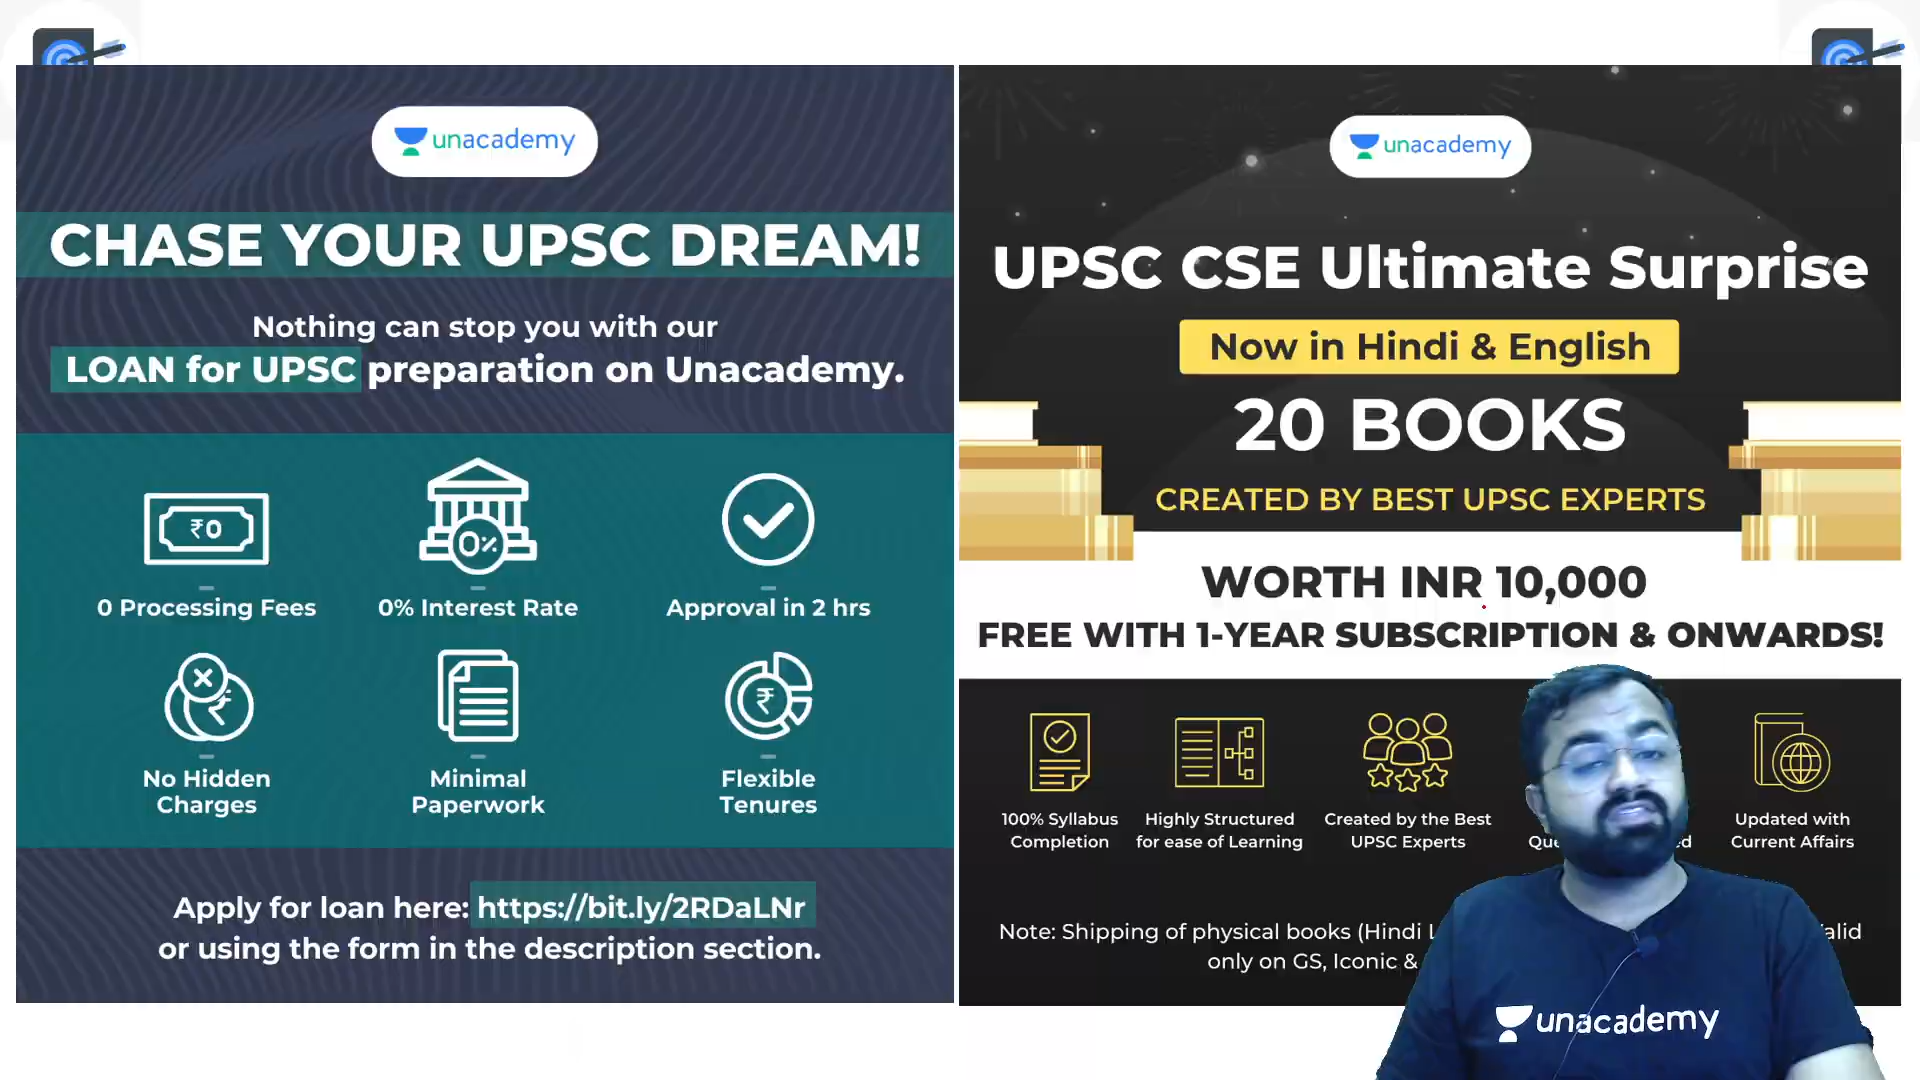 unacademy
CHASE YOUR UPSC DREAM!
Nothing can stop you with our
LOAN for UPSC preparation on Unacademy.
₹0
0%
0 Processing Fees
0% Interest Rate
Approval in 2 hrs
₹
₹
No Hidden
Charges
Minimal
Paperwork
Flexible
Tenures
Apply for loan here: https://bit.ly/2RDaLNr
or using the form in the description section.
unacademy
UPSC CSE Ultimate Surprise
Now in Hindi & English
20 BOOKS
CREATED BY BEST UPSC EXPERTS
WORTH INR 10,000
FREE WITH 1-YEAR SUBSCRIPTION & ONWARDS!
100% Syllabus
Completion
Highly Structured
for ease of Learning
Created by the Best
UPSC Experts
Updated with
Current Affairs
Note: Shipping of physical books (Hindi
only on GS, Iconic &
unacademy